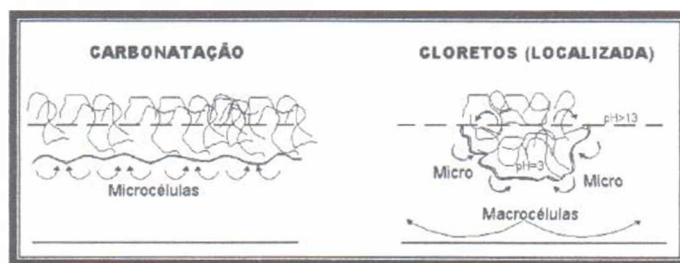 CARBONATAÇÃO
CLORETOS (LOCALIZADA)
pH>13
pH=3
Micro
Micro
Microcélulas
Macrocélulas